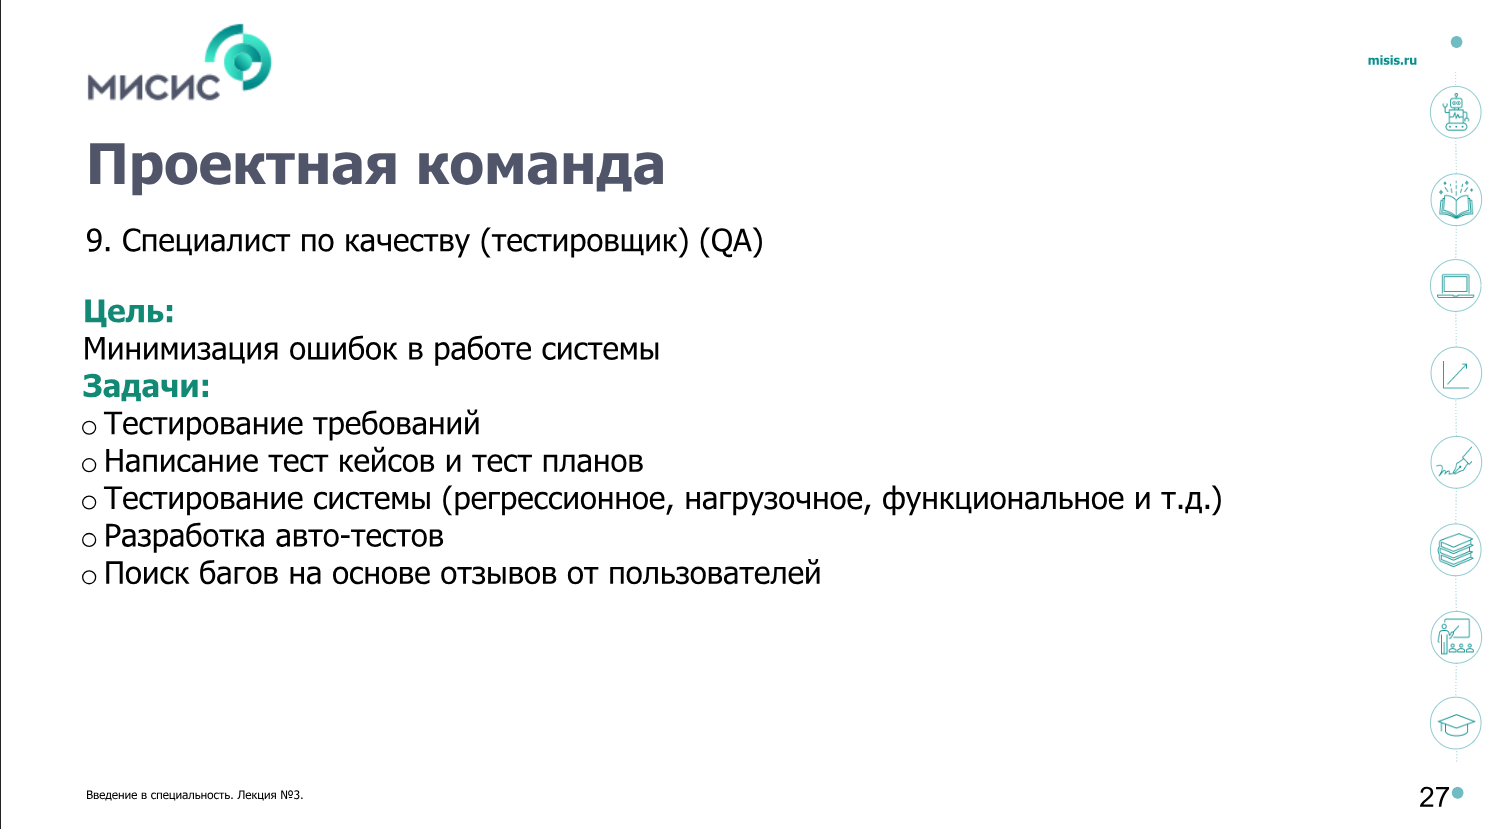 МИСИС
misis.ru
Проектная команда
9. Специалист по качеству (тестировщик) (QA)
Цель:
Минимизация ошибок в работе системы
Задачи:
o Тестирование требований
o Написание тест кейсов и тест планов
o Тестирование системы (регрессионное, нагрузочное, функциональное и т.д.)
o Разработка авто-тестов
o Поиск багов на основе отзывов от пользователей
Введение в специальность. Лекция №3.
27